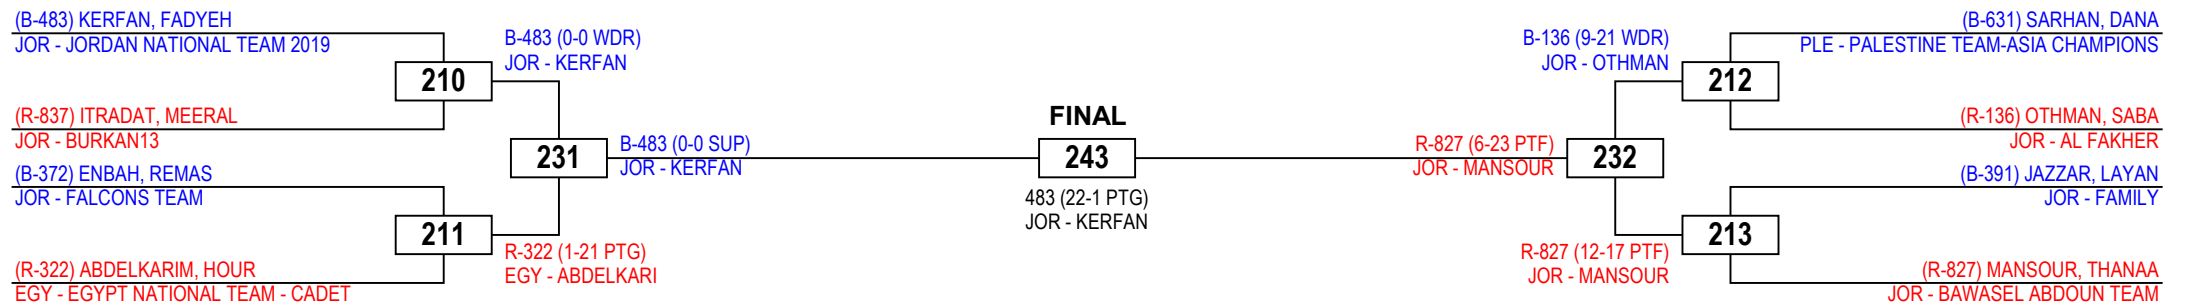 (B-483) KERFAN, FADYEH
JOR - JORDAN NATIONAL TEAM 2019
(R-837) ITRADAT, MEERAL
JOR - BURKAN13
(B-372) ENBAH, REMAS
JOR - FALCONS TEAM
(R-322) ABDELKARIM, HOUR
EGY - EGYPT NATIONAL TEAM - CADET
210
211
B-483 (0-0 WDR)
JOR - KERFAN
R-322 (1-21 PTG)
EGY - ABDELKARI
231
B-483 (0-0 SUP)
JOR - KERFAN
FINAL
243
483 (22-1 PTG)
JOR - KERFAN
R-827 (6-23 PTF)
JOR - MANSOUR
232
B-136 (9-21 WDR)
JOR - OTHMAN
R-827 (12-17 PTF)
JOR - MANSOUR
212
213
(B-631) SARHAN, DANA
PLE - PALESTINE TEAM-ASIA CHAMPIONS
(R-136) OTHMAN, SABA
JOR - AL FAKHER
(B-391) JAZZAR, LAYAN
JOR - FAMILY
(R-827) MANSOUR, THANAA
JOR - BAWASEL ABDOUN TEAM